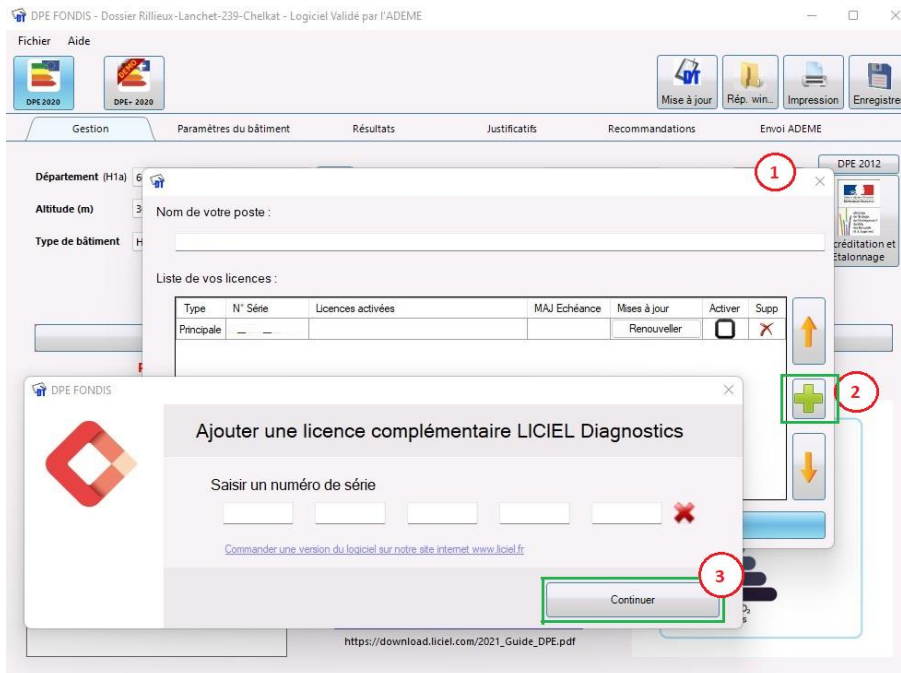 DPE FONDIS - Dossier Rillieux-Lanchet-239-Chelkat - Logiciel Validé par l'ADEME
Fichier Aide
DPE 2020 DEMO DPE+ 2020 Mise à jour Rép. win... Impression Enregistre
Gestion Paramètres du bâtiment Résultats Justificatifs Recommandations Envoi ADEME
DPE 2012
Département (H1a) 6
1
Altitude (m) 3
Nom de votre poste :
Type de bâtiment H
créditation et
Etalonnage
Liste de vos licences :
Type N° Série Licences activées MAJ Echéance Mises à jour Activer Supp
Principale _ _ Renouveller
DPE FONDIS
2
Ajouter une licence complémentaire LICIEL Diagnostics
Saisir un numéro de série
Commander une version du logiciel sur notre site internet www.liciel.fr
3
Continuer
https://download.liciel.com/2021_Guide_DPE.pdf